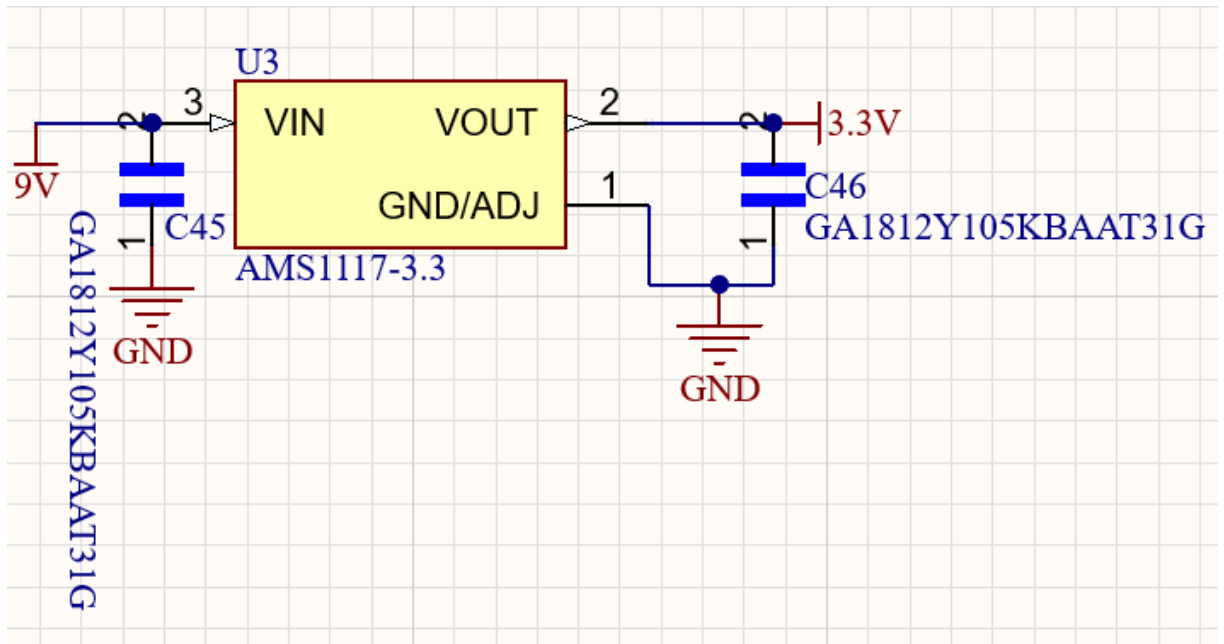 U3
3
VIN
VOUT
2
2
2
3.3V
9V
1
GND/ADJ
C46
C45
GA1812Y105KBAAT31G
1
1
AMS1117-3.3
GA1812Y105KBAAT31G
GND
GND